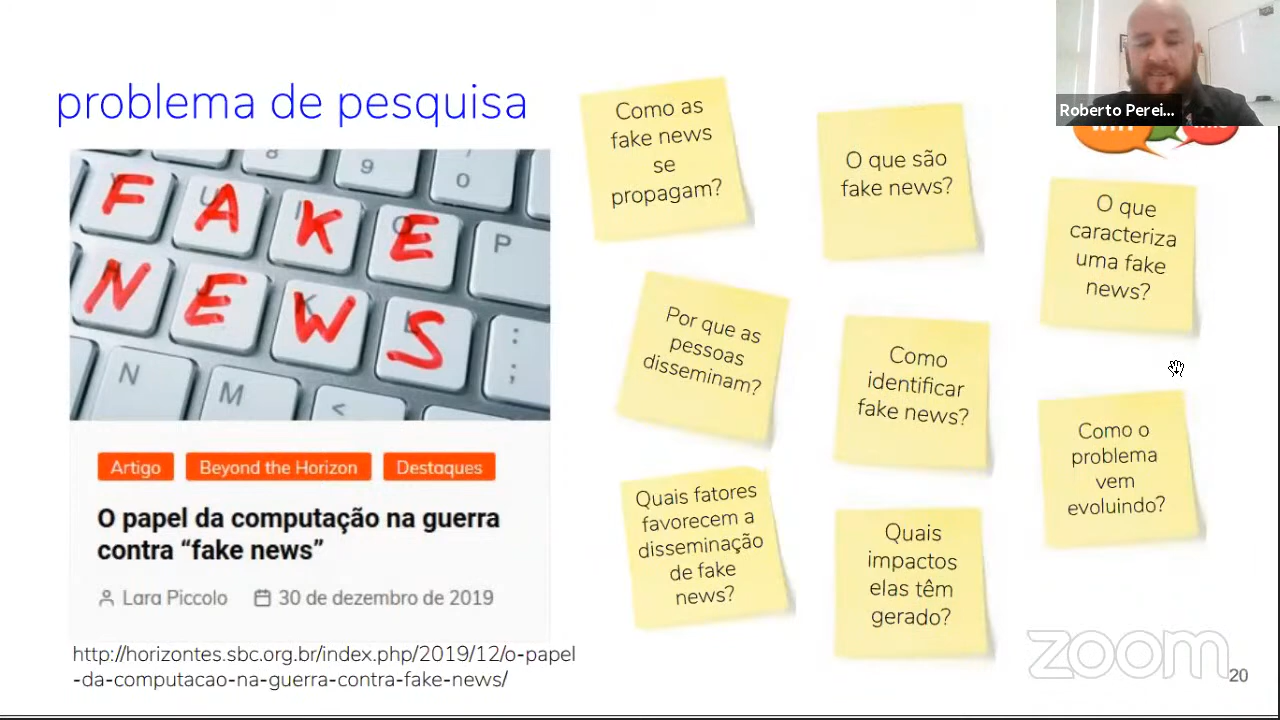 problema de pesquisa
8
9
0
U
I
O
P
F A K E
J
K
L
:
;
N E W S
N
M
<
Artigo
Beyond the Horizon
Destaques
O papel da computação na guerra
contra “fake news”
Lara Piccolo
30 de dezembro de 2019
http://horizontes.sbc.org.br/index.php/2019/12/o-papel
-da-computacao-na-guerra-contra-fake-news/
Como as
fake news
se
propagam?
O que são
fake news?
O que
caracteriza
uma fake
news?
Por que as
pessoas
disseminam?
Como
identificar
fake news?
Como o
problema
vem
evoluindo?
Quais fatores
favorecem a
disseminação
de fake
news?
Quais
impactos
elas têm
gerado?
Roberto Perei...
zoom
20